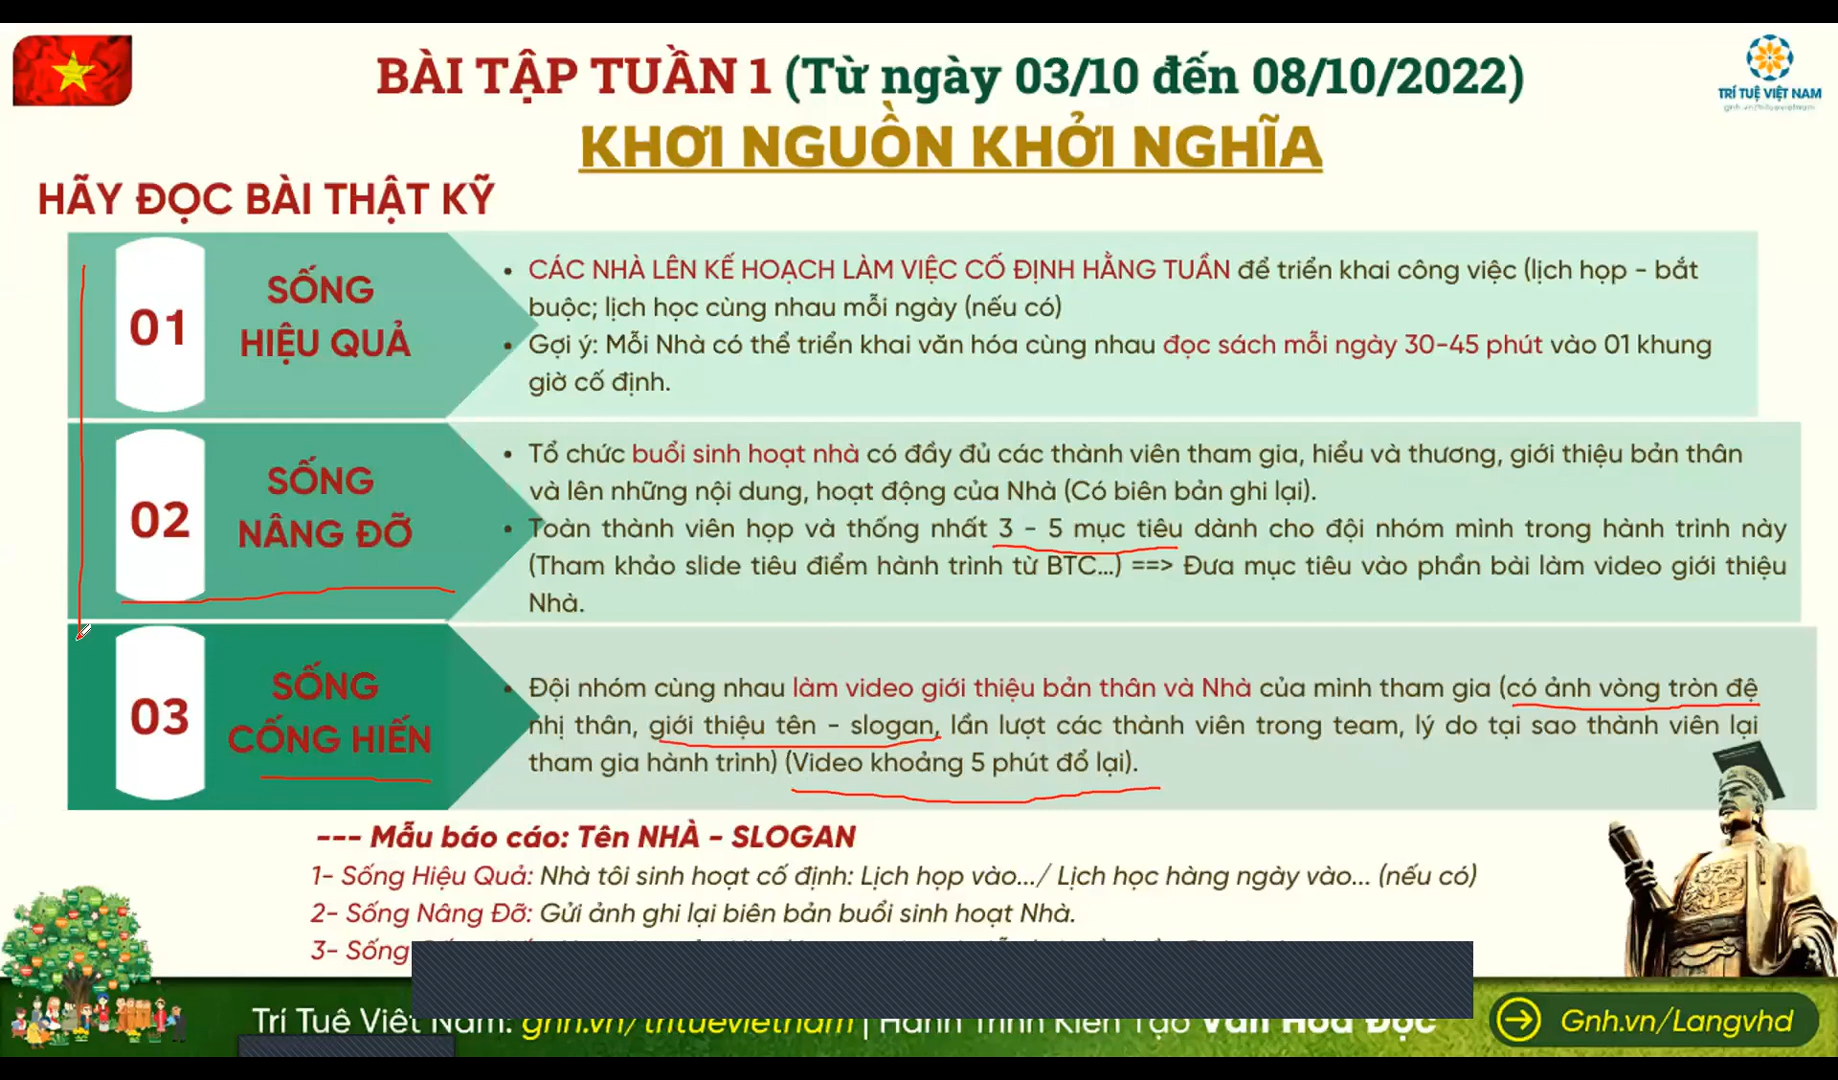 BÀI TẬP TUẦN 1 (Từ ngày 03/10 đến 08/10/2022)
TRÍ TUỆ VIỆT NAM
KHƠI NGUỒN KHỞI NGHĨA
HÃY ĐỌC BÀI THẬT KỸ
01
SỐNG
HIỆU QUẢ
• CÁC NHÀ LÊN KẾ HOẠCH LÀM VIỆC CỐ ĐỊNH HẰNG TUẦN để triển khai công việc (lịch họp - bắt
buộc; lịch học cùng nhau mỗi ngày (nếu có)
• Gợi ý: Mỗi Nhà có thể triển khai văn hóa cùng nhau đọc sách mỗi ngày 30-45 phút vào 01 khung
giờ cố định.
02
SỐNG
NÂNG ĐỠ
• Tổ chức buổi sinh hoạt nhà có đầy đủ các thành viên tham gia, hiểu và thương, giới thiệu bản thân
và lên những nội dung, hoạt động của Nhà (Có biên bản ghi lại).
• Toàn thành viên họp và thống nhất 3 - 5 mục tiêu dành cho đội nhóm mình trong hành trình này
(Tham khảo slide tiêu điểm hành trình từ BTC...) ==> Đưa mục tiêu vào phần bài làm video giới thiệu
Nhà.
03
SỐNG
CỐNG HIẾN
• Đội nhóm cùng nhau làm video giới thiệu bản thân và Nhà của mình tham gia (có ảnh vòng tròn đệ
nhị thân, giới thiệu tên - slogan, lần lượt các thành viên trong team, lý do tại sao thành viên lại
tham gia hành trình) (Video khoảng 5 phút đổ lại).
--- Mẫu báo cáo: Tên NHÀ - SLOGAN
1- Sống Hiệu Quả: Nhà tôi sinh hoạt cố định: Lịch họp vào.../ Lịch học hàng ngày vào... (nếu có)
2- Sống Nâng Đỡ: Gửi ảnh ghi lại biên bản buổi sinh hoạt Nhà.
3- Sống
Trí Tuệ Việt Nam: gnh.vn/trituevietnam | Hành Trình Kiến Tạo Văn Hóa Đọc
Gnh.vn/Langvhd